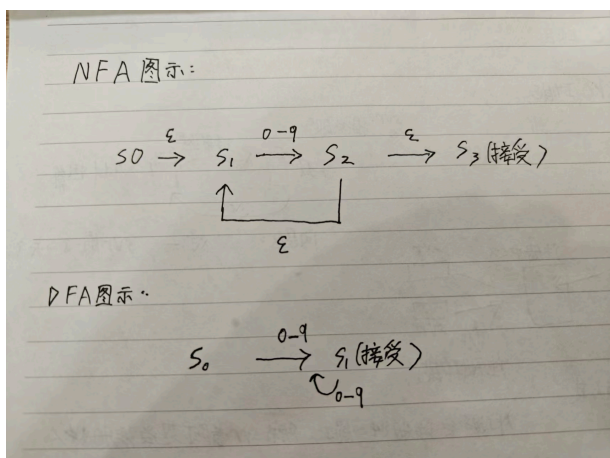 NFA图示:
ε 0-9 ε
S0 → S1 → S2 → S3(接受)
ε
DFA图示:
0-9
S0 → S1(接受)
0-9